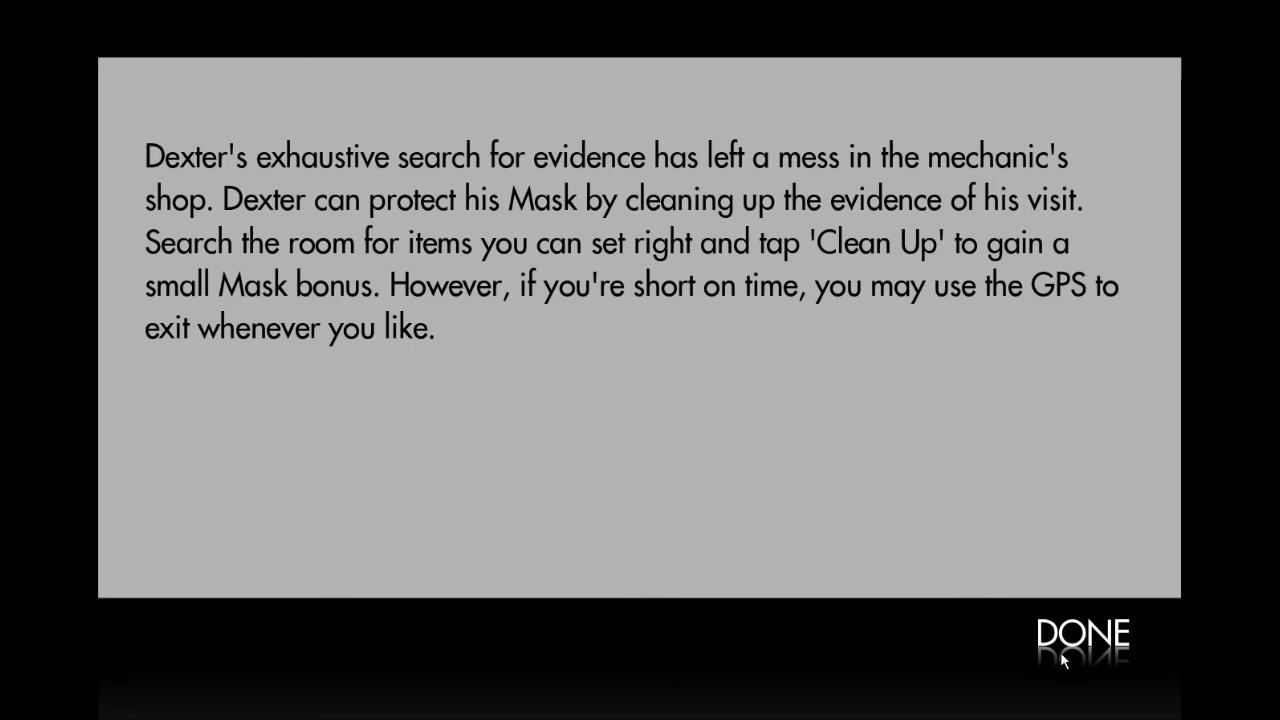 Dexter's exhaustive search for evidence has left a mess in the mechanic's
shop. Dexter can protect his Mask by cleaning up the evidence of his visit.
Search the room for items you can set right and tap 'Clean Up' to gain a
small Mask bonus. However, if you're short on time, you may use the GPS to
exit whenever you like.
DONE